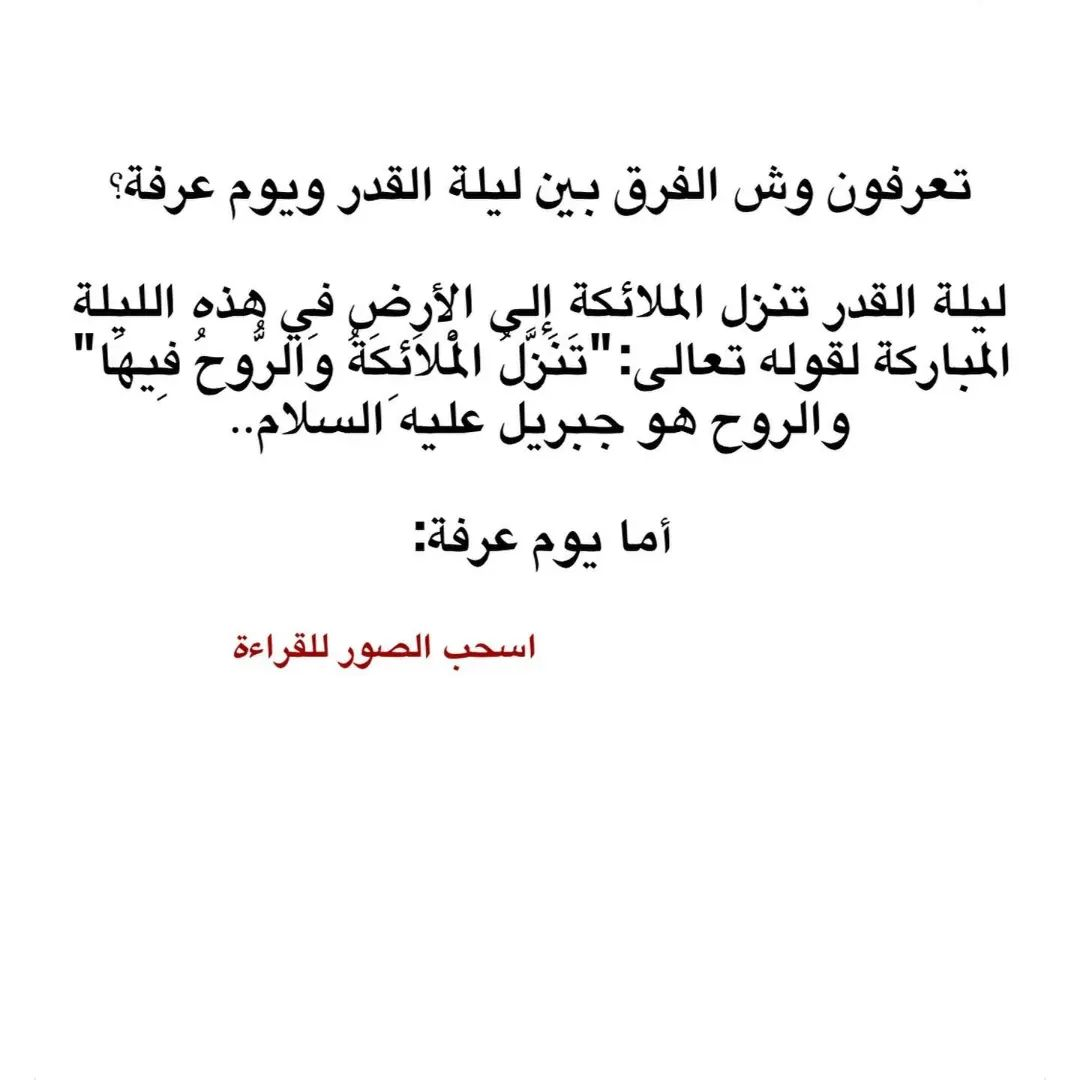 تعرفون وش الفرق بين ليلة القدر ويوم عرفة؟
ليلة القدر تنزل الملائكة إلى الأرض في هذه الليلة
المباركة لقوله تعالى:"تَنَزَّلُ الْمَلَائِكَةُ وَالرُّوحُ فِيهَا"
والروح هو جبريل عليه السلام..
أما يوم عرفة:
اسحب الصور للقراءة